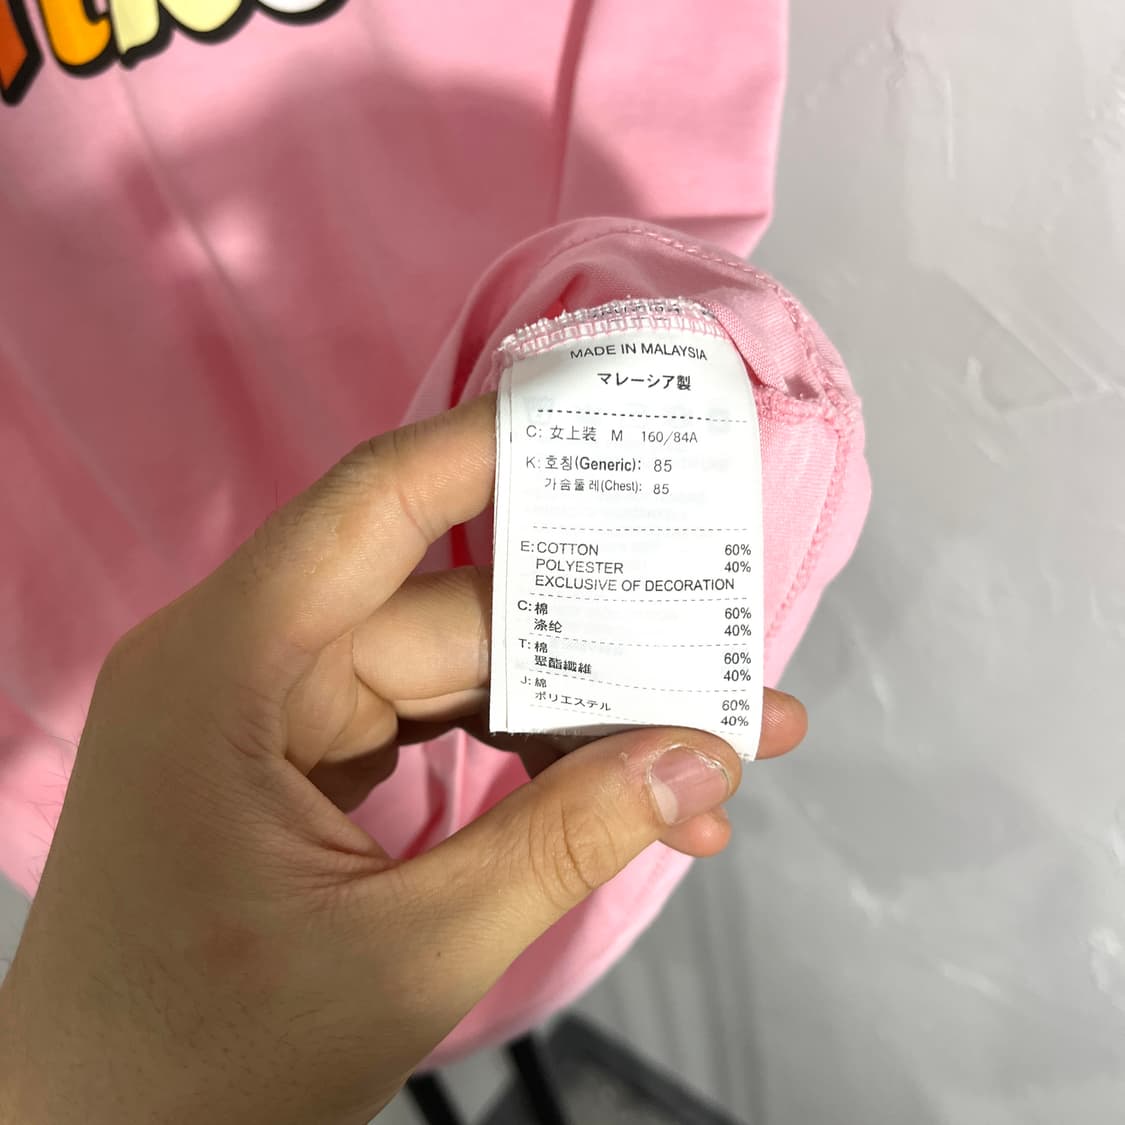 MADE IN MALAYSIA
マレーシア製
C: 女上装 M 160/84A
K: 호칭(Generic): 85
가슴둘레(Chest): 85
E: COTTON 60%
POLYESTER 40%
EXCLUSIVE OF DECORATION
C: 棉 60%
涤纶 40%
T: 棉 60%
聚酯纖維 40%
J: 綿 60%
ポリエステル 40%